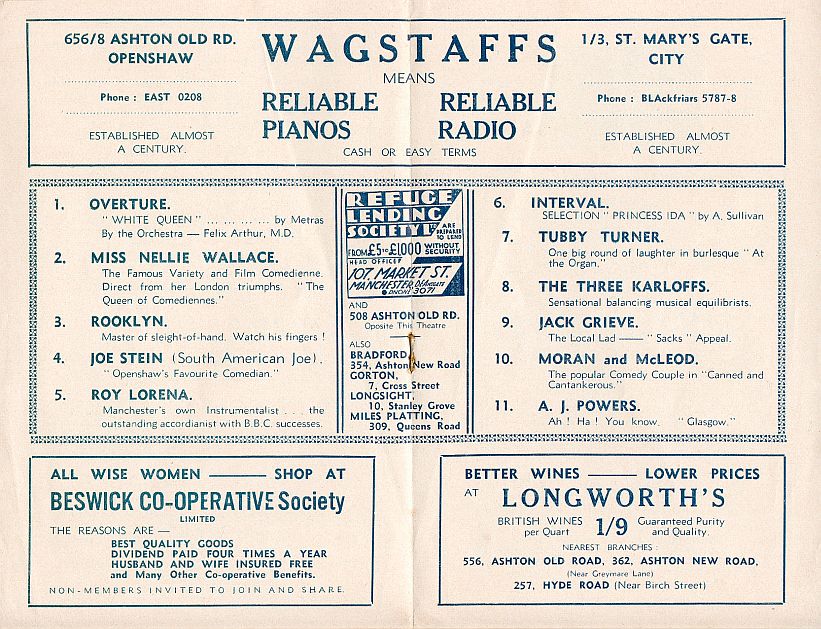 656/8 ASHTON OLD RD.
OPENSHAW
Phone : EAST 0208
ESTABLISHED ALMOST
A CENTURY.
WAGSTAFFS
MEANS
RELIABLE RELIABLE
PIANOS RADIO
CASH OR EASY TERMS
1/3, ST. MARY'S GATE,
CITY
Phone : BLAckfriars 5787-8
ESTABLISHED ALMOST
A CENTURY.
1. OVERTURE.
"WHITE QUEEN" ... ... ... ... by Metras
By the Orchestra — Felix Arthur, M.D.
2. MISS NELLIE WALLACE.
The Famous Variety and Film Comedienne.
Direct from her London triumphs. "The
Queen of Comediennes."
3. ROOKLYN.
Master of sleight-of-hand. Watch his fingers !
4. JOE STEIN (South American Joe).
"Openshaw's Favourite Comedian."
5. ROY LORENA.
Manchester's own Instrumentalist . . . the
outstanding accordianist with B.B.C. successes.
REFUGE
LENDING
SOCIETY Ltd
ARE
PREPARED
TO LEND
FROM £5 to £1,000 WITHOUT
SECURITY
HEAD OFFICE
107, MARKET ST.
MANCHESTER. DEAnsgate
PHONE 3071
AND
508 ASHTON OLD RD.
Oposite This Theatre
ALSO
BRADFORD,
354, Ashton New Road
GORTON,
7, Cross Street
LONGSIGHT,
10, Stanley Grove
MILES PLATTING,
309, Queens Road
6. INTERVAL.
SELECTION "PRINCESS IDA" by A. Sullivan
7. TUBBY TURNER.
One big round of laughter in burlesque "At
the Organ."
8. THE THREE KARLOFFS.
Sensational balancing musical equilibrists.
9. JACK GRIEVE.
The Local Lad —— "Sacks" Appeal.
10. MORAN and McLEOD.
The popular Comedy Couple in "Canned and
Cantankerous."
11. A. J. POWERS.
Ah ! Ha ! You know. "Glasgow."
ALL WISE WOMEN —— SHOP AT
BESWICK CO-OPERATIVE Society
LIMITED
THE REASONS ARE —
BEST QUALITY GOODS
DIVIDEND PAID FOUR TIMES A YEAR
HUSBAND AND WIFE INSURED FREE
and Many Other Co-operative Benefits.
NON-MEMBERS INVITED TO JOIN AND SHARE.
BETTER WINES —— LOWER PRICES
AT LONGWORTH'S
BRITISH WINES
per Quart 1/9 Guaranteed Purity
and Quality.
NEAREST BRANCHES :
556, ASHTON OLD ROAD, 362, ASHTON NEW ROAD,
(Near Greymare Lane)
257, HYDE ROAD (Near Birch Street)